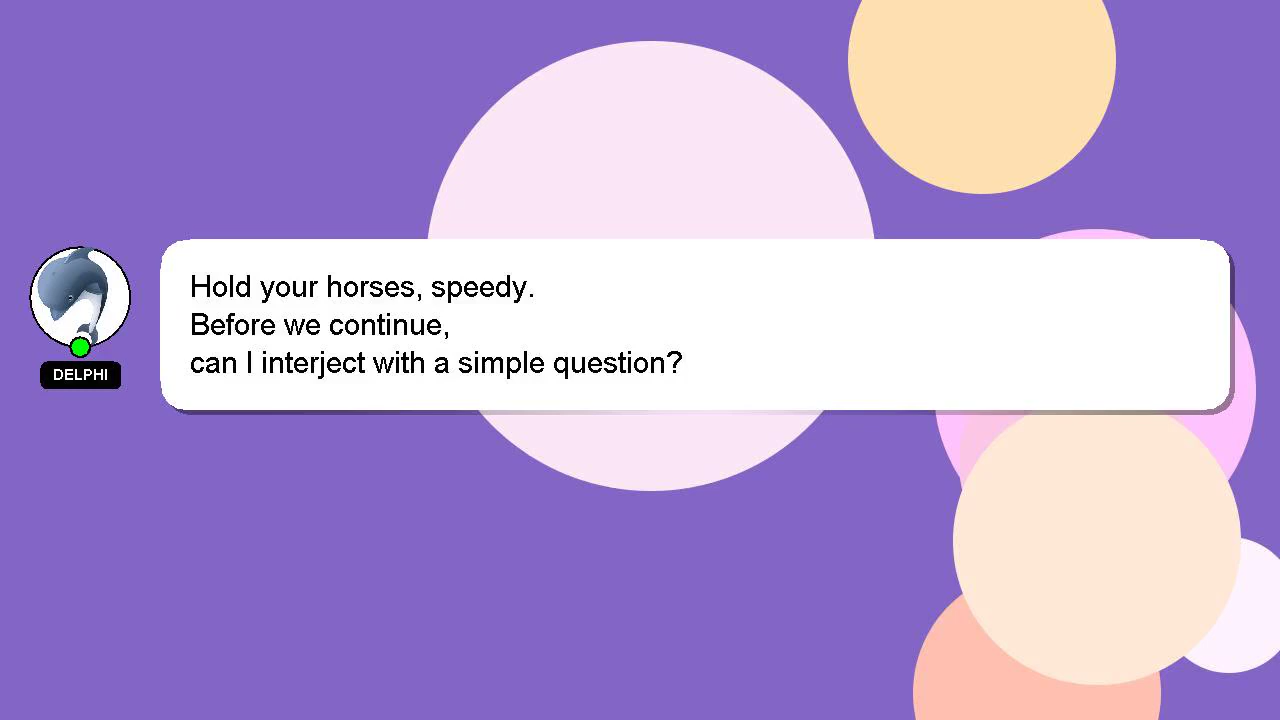 Hold your horses, speedy.
Before we continue,
can I interject with a simple question?
DELPHI